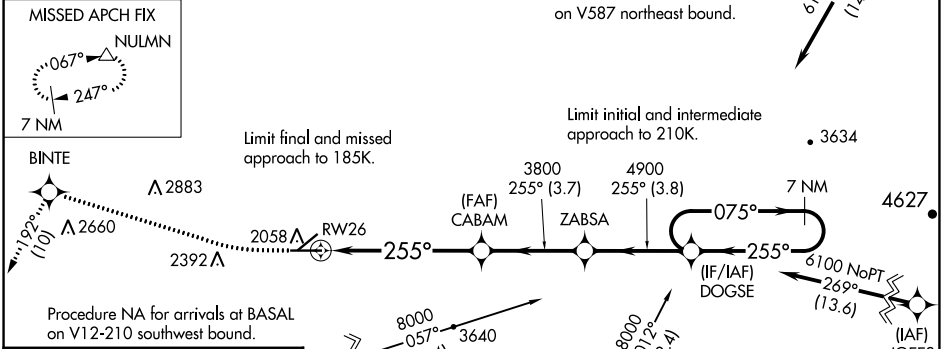 MISSED APCH FIX
NULMN
067°
247°
7 NM
on V587 northeast bound.
Limit final and missed
approach to 185K.
Limit initial and intermediate
approach to 210K.
3634
BINTE
2883
2660
192°
(10)
2392
2058
RW26
255°
(FAF)
CABAM
3800
255° (3.7)
ZABSA
4900
255° (3.8)
7 NM
075°
255°
(IF/IAF)
DOGSE
4627
6100 NoPT
269°
(13.6)
(IAF)
Procedure NA for arrivals at BASAL
on V12-210 southwest bound.
8000
057°
3640
8000
012°